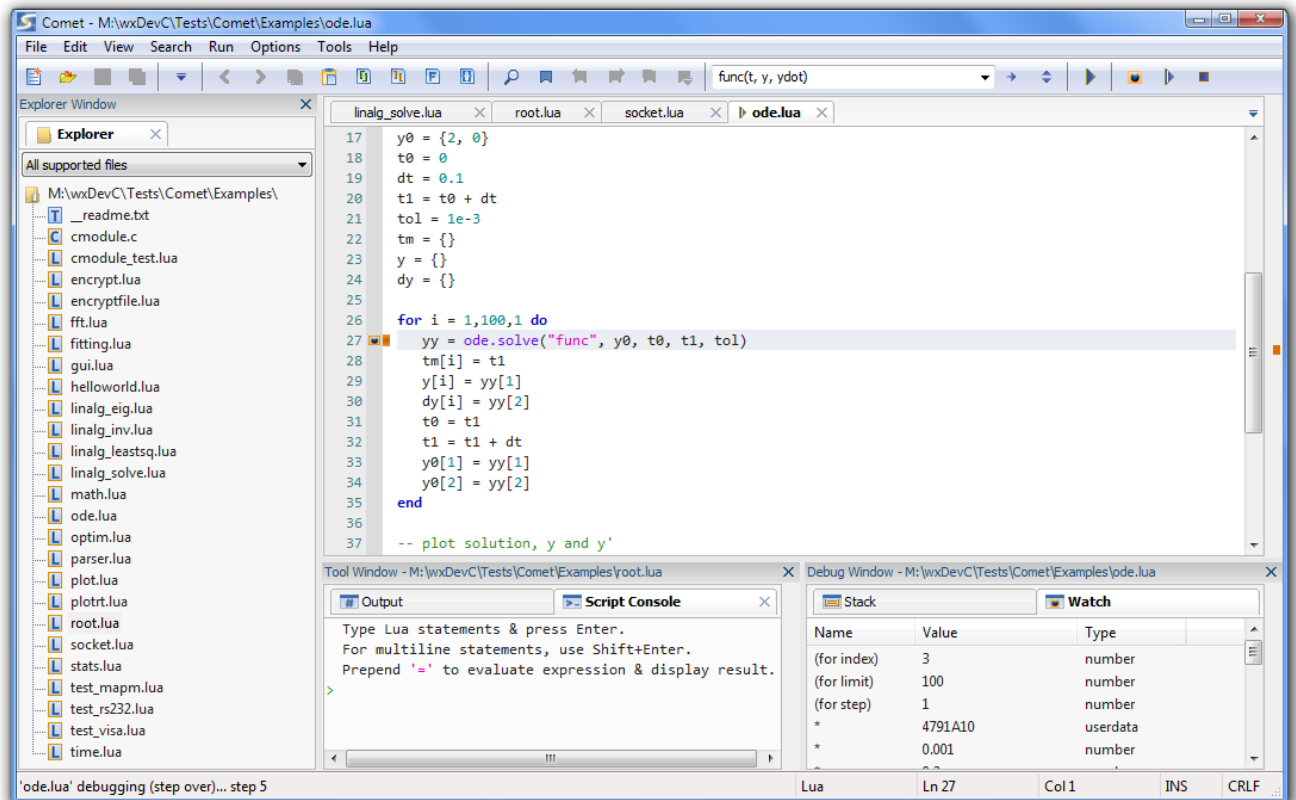 Comet - M:\wxDevC\Tests\Comet\Examples\ode.lua
File Edit View Search Run Options Tools Help
func(t, y, ydot)
Explorer Window
Explorer
All supported files
M:\wxDevC\Tests\Comet\Examples\
T __readme.txt
C cmodule.c
L cmodule_test.lua
L encrypt.lua
L encryptfile.lua
L fft.lua
L fitting.lua
L gui.lua
L helloworld.lua
L linalg_eig.lua
L linalg_inv.lua
L linalg_leastsq.lua
L linalg_solve.lua
L math.lua
L ode.lua
L optim.lua
L parser.lua
L plot.lua
L plotrt.lua
L root.lua
L socket.lua
L stats.lua
L test_mapm.lua
L test_rs232.lua
L test_visa.lua
L time.lua
linalg_solve.lua root.lua socket.lua ode.lua
17 y0 = {2, 0}
18 t0 = 0
19 dt = 0.1
20 t1 = t0 + dt
21 tol = 1e-3
22 tm = {}
23 y = {}
24 dy = {}
25
26 for i = 1,100,1 do
27 yy = ode.solve("func", y0, t0, t1, tol)
28 tm[i] = t1
29 y[i] = yy[1]
30 dy[i] = yy[2]
31 t0 = t1
32 t1 = t1 + dt
33 y0[1] = yy[1]
34 y0[2] = yy[2]
35 end
36
37 -- plot solution, y and y'
Tool Window - M:\wxDevC\Tests\Comet\Examples\root.lua
Output Script Console
Type Lua statements & press Enter.
For multiline statements, use Shift+Enter.
Prepend '=' to evaluate expression & display result.
>
Debug Window - M:\wxDevC\Tests\Comet\Examples\ode.lua
Stack Watch
Name Value Type
(for index) 3 number
(for limit) 100 number
(for step) 1 number
* 4791A10 userdata
* 0.001 number
'ode.lua' debugging (step over)... step 5
Lua Ln 27 Col 1 INS CRLF